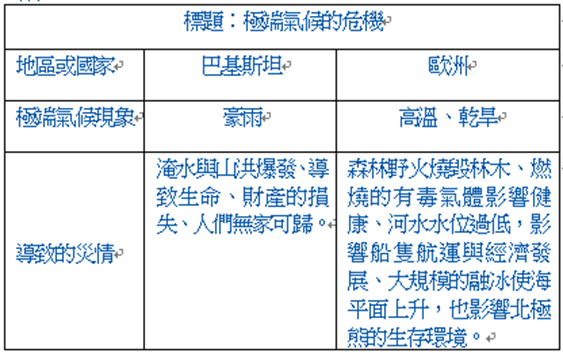 標題：極端氣候的危機
地區或國家 巴基斯坦 歐洲
極端氣候現象 豪雨 高溫、乾旱
導致的災情
淹水與山洪爆發、導
致生命、財產的損
失、人們無家可歸。
森林野火燒毀林木、燃
燒的有毒氣體影響健
康、河水水位過低，影
響船隻航運與經濟發
展、大規模的融冰使海
平面上升，也影響北極
熊的生存環境。